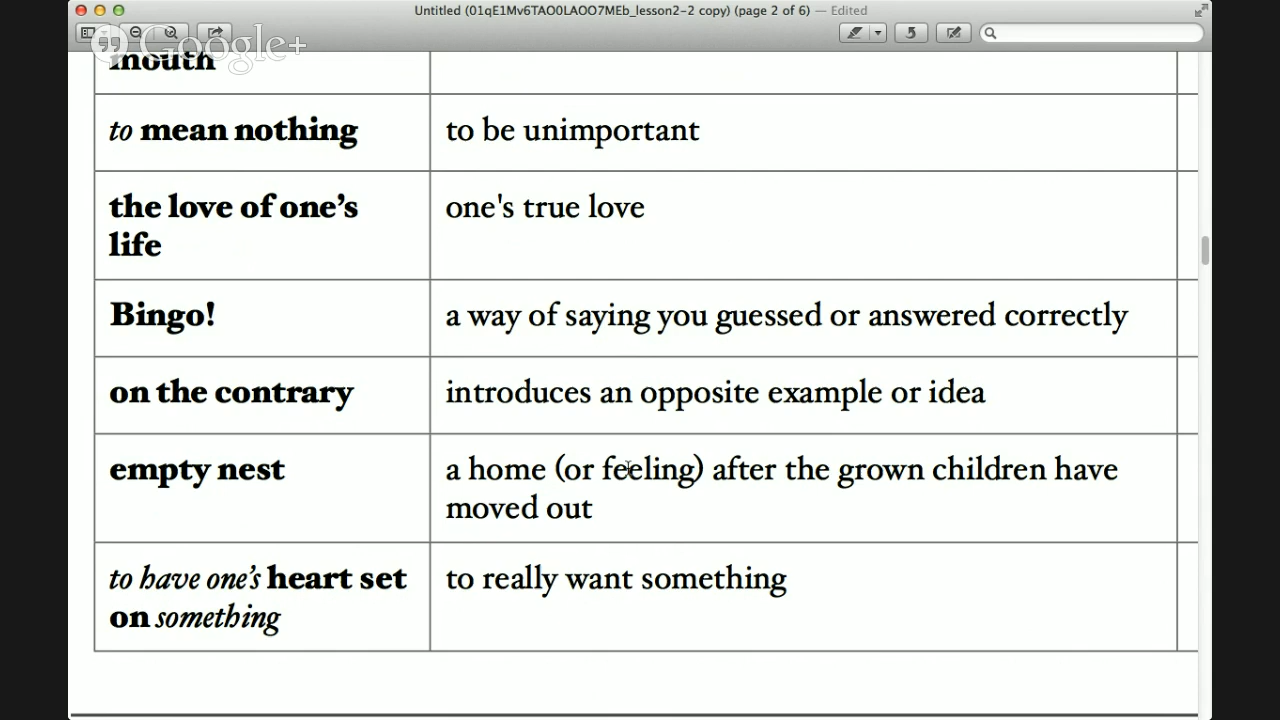 Untitled (01qE1Mv6TAO0LAOO7MEb_lesson2-2 copy) (page 2 of 6) — Edited
Google+
mouth
to mean nothing
to be unimportant
the love of one's
life
one's true love
Bingo!
a way of saying you guessed or answered correctly
on the contrary
introduces an opposite example or idea
empty nest
a home (or feeling) after the grown children have
moved out
to have one's heart set
on something
to really want something